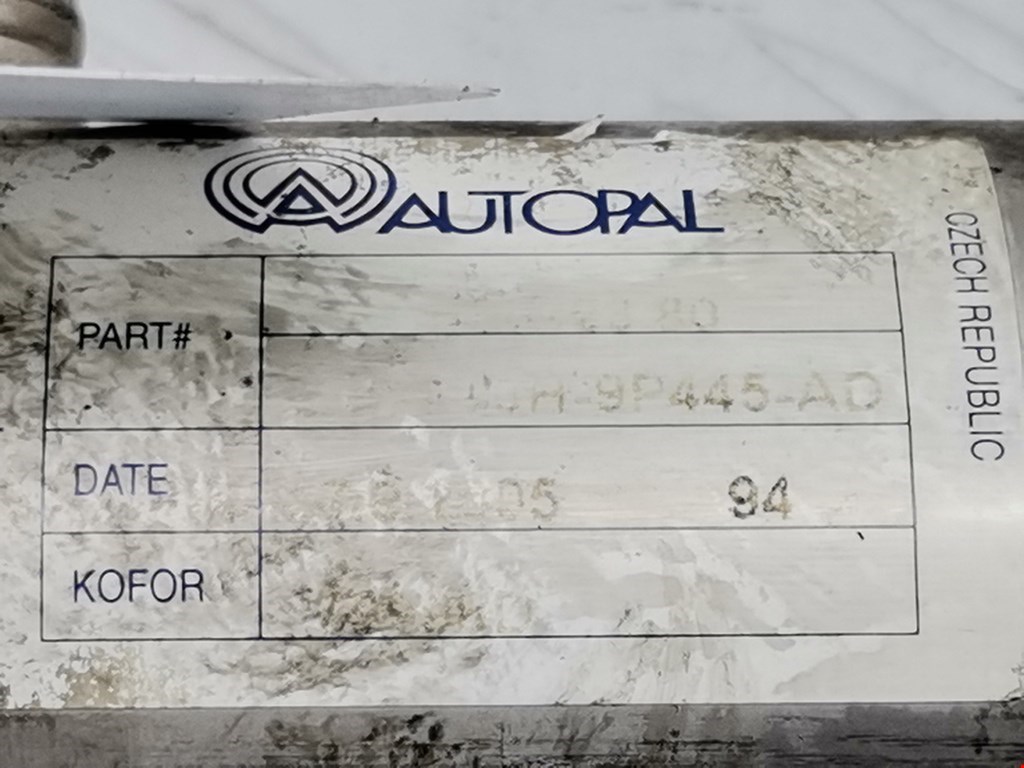 AUTOPAL
CZECH REPUBLIC
PART#
H-9P445-AD
DATE
94
KOFOR